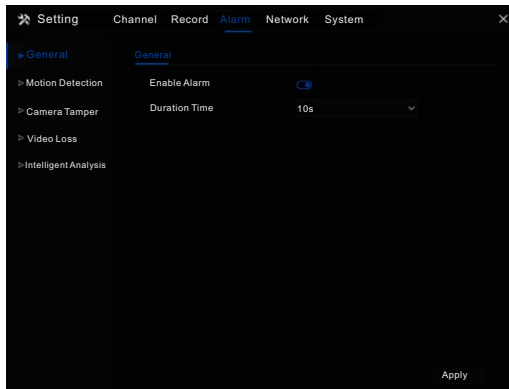 Setting Channel Record Alarm Network System
General
General
Motion Detection
Enable Alarm
Camera Tamper
Duration Time 10s
Video Loss
Intelligent Analysis
Apply